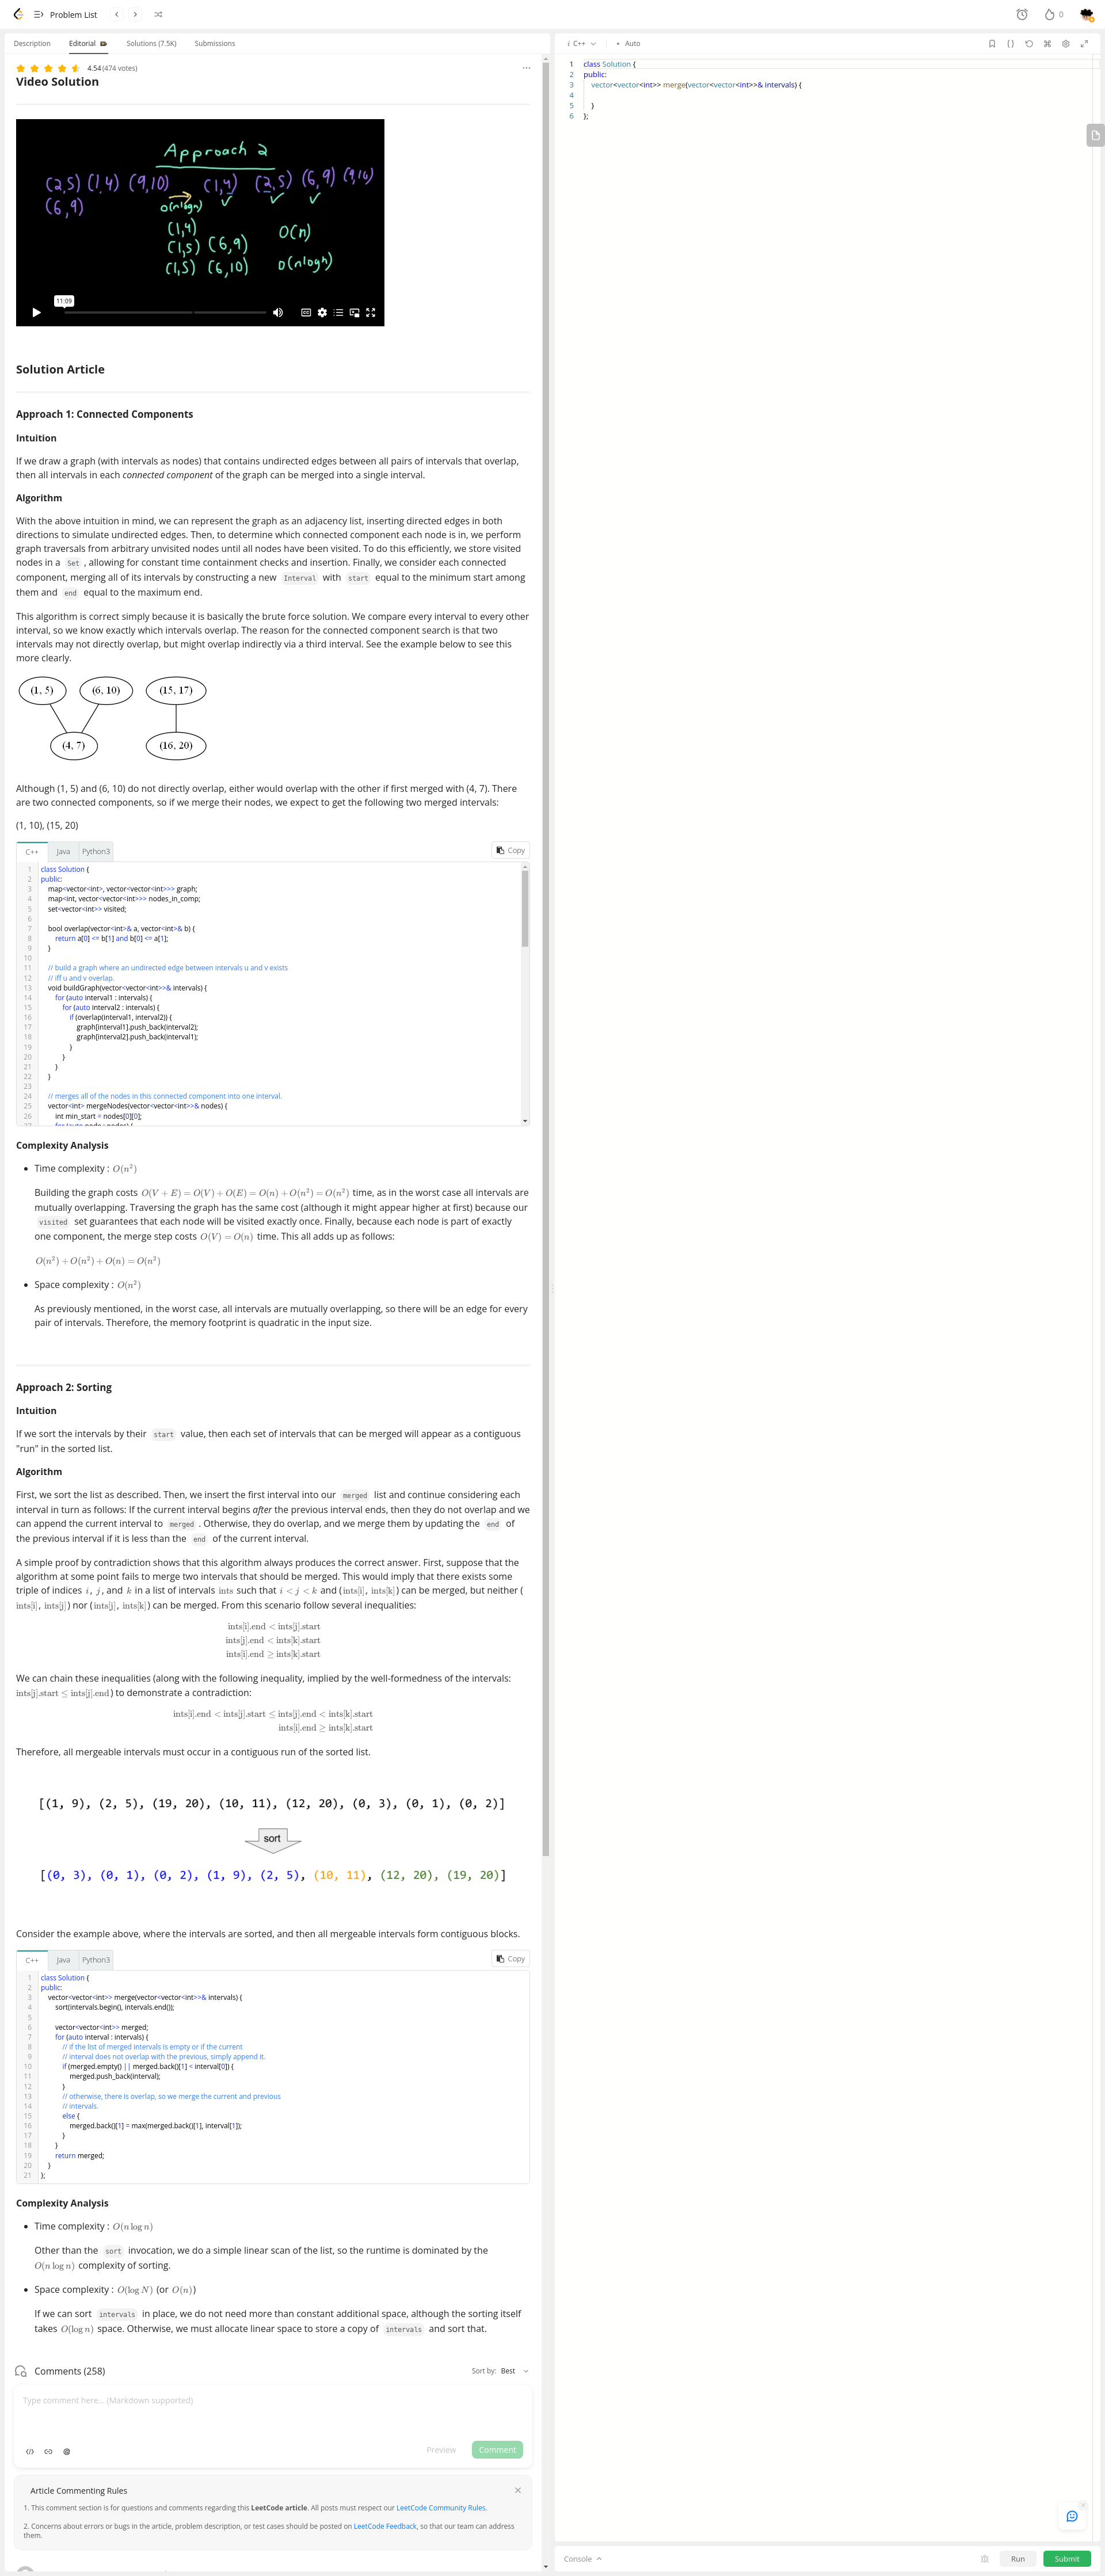 Problem List
0
Description
Editorial
Solutions (7.5K)
Submissions
4.54 (474 votes)
Video Solution
Approach 2
(2,5) (1,4) (9,10)
(6,9)
(1,4) (2,5) (6,9) (9,10)
O(nlogn)
(1,4)
(1,5) (6,9)
(1,5) (6,10)
O(n)
O(nlogn)
11:09
Solution Article
Approach 1: Connected Components
Intuition
If we draw a graph (with intervals as nodes) that contains undirected edges between all pairs of intervals that overlap,
then all intervals in each connected component of the graph can be merged into a single interval.
Algorithm
With the above intuition in mind, we can represent the graph as an adjacency list, inserting directed edges in both
directions to simulate undirected edges. Then, to determine which connected component each node is in, we perform
graph traversals from arbitrary unvisited nodes until all nodes have been visited. To do this efficiently, we store visited
nodes in a Set , allowing for constant time containment checks and insertion. Finally, we consider each connected
component, merging all of its intervals by constructing a new Interval with start equal to the minimum start among
them and end equal to the maximum end.
This algorithm is correct simply because it is basically the brute force solution. We compare every interval to every other
interval, so we know exactly which intervals overlap. The reason for the connected component search is that two
intervals may not directly overlap, but might overlap indirectly via a third interval. See the example below to see this
more clearly.
(1, 5) (6, 10) (15, 17)
(4, 7) (16, 20)
Although (1, 5) and (6, 10) do not directly overlap, either would overlap with the other if first merged with (4, 7). There
are two connected components, so if we merge their nodes, we expect to get the following two merged intervals:
(1, 10), (15, 20)
C++ Java Python3 Copy
1 class Solution {
2 public:
3 map<vector<int>, vector<vector<int>>> graph;
4 map<int, vector<vector<int>>> nodes_in_comp;
5 set<vector<int>> visited;
6
7 bool overlap(vector<int>& a, vector<int>& b) {
8 return a[0] <= b[1] and b[0] <= a[1];
9 }
10
11 // build a graph where an undirected edge between intervals u and v exists
12 // iff u and v overlap.
13 void buildGraph(vector<vector<int>>& intervals) {
14 for (auto interval1 : intervals) {
15 for (auto interval2 : intervals) {
16 if (overlap(interval1, interval2)) {
17 graph[interval1].push_back(interval2);
18 graph[interval2].push_back(interval1);
19 }
20 }
21 }
22 }
23
24 // merges all of the nodes in this connected component into one interval.
25 vector<int> mergeNodes(vector<vector<int>>& nodes) {
26 int min_start = nodes[0][0];
27 for (auto node : nodes) {
Complexity Analysis
• Time complexity : O(n²)
Building the graph costs O(V + E) = O(V) + O(E) = O(n) + O(n²) = O(n²) time, as in the worst case all intervals are
mutually overlapping. Traversing the graph has the same cost (although it might appear higher at first) because our
visited set guarantees that each node will be visited exactly once. Finally, because each node is part of exactly
one component, the merge step costs O(V) = O(n) time. This all adds up as follows:
O(n²) + O(n²) + O(n) = O(n²)
• Space complexity : O(n²)
As previously mentioned, in the worst case, all intervals are mutually overlapping, so there will be an edge for every
pair of intervals. Therefore, the memory footprint is quadratic in the input size.
Approach 2: Sorting
Intuition
If we sort the intervals by their start value, then each set of intervals that can be merged will appear as a contiguous
"run" in the sorted list.
Algorithm
First, we sort the list as described. Then, we insert the first interval into our merged list and continue considering each
interval in turn as follows: If the current interval begins after the previous interval ends, then they do not overlap and we
can append the current interval to merged . Otherwise, they do overlap, and we merge them by updating the end of
the previous interval if it is less than the end of the current interval.
A simple proof by contradiction shows that this algorithm always produces the correct answer. First, suppose that the
algorithm at some point fails to merge two intervals that should be merged. This would imply that there exists some
triple of indices i, j, and k in a list of intervals ints such that i < j < k and (ints[i], ints[k]) can be merged, but neither (
ints[i], ints[j]) nor (ints[j], ints[k]) can be merged. From this scenario follow several inequalities:
ints[i].end < ints[j].start
ints[j].end < ints[k].start
ints[i].end ≥ ints[k].start
We can chain these inequalities (along with the following inequality, implied by the well-formedness of the intervals:
ints[j].start ≤ ints[j].end) to demonstrate a contradiction:
ints[i].end < ints[j].start ≤ ints[j].end < ints[k].start
ints[i].end ≥ ints[k].start
Therefore, all mergeable intervals must occur in a contiguous run of the sorted list.
[(1, 9), (2, 5), (19, 20), (10, 11), (12, 20), (0, 3), (0, 1), (0, 2)]
sort
[(0, 3), (0, 1), (0, 2), (1, 9), (2, 5), (10, 11), (12, 20), (19, 20)]
Consider the example above, where the intervals are sorted, and then all mergeable intervals form contiguous blocks.
C++ Java Python3 Copy
1 class Solution {
2 public:
3 vector<vector<int>> merge(vector<vector<int>>& intervals) {
4 sort(intervals.begin(), intervals.end());
5
6 vector<vector<int>> merged;
7 for (auto interval : intervals) {
8 // if the list of merged intervals is empty or if the current
9 // interval does not overlap with the previous, simply append it.
10 if (merged.empty() || merged.back()[1] < interval[0]) {
11 merged.push_back(interval);
12 }
13 // otherwise, there is overlap, so we merge the current and previous
14 // intervals.
15 else {
16 merged.back()[1] = max(merged.back()[1], interval[1]);
17 }
18 }
19 return merged;
20 }
21 };
Complexity Analysis
• Time complexity : O(n log n)
Other than the sort invocation, we do a simple linear scan of the list, so the runtime is dominated by the
O(n log n) complexity of sorting.
• Space complexity : O(log N) (or O(n))
If we can sort intervals in place, we do not need more than constant additional space, although the sorting itself
takes O(log n) space. Otherwise, we must allocate linear space to store a copy of intervals and sort that.
Comments (258)
Sort by: Best
Type comment here... (Markdown supported)
Preview
Comment
Article Commenting Rules
1. This comment section is for questions and comments regarding this LeetCode article. All posts must respect our LeetCode Community Rules.
2. Concerns about errors or bugs in the article, problem description, or test cases should be posted on LeetCode Feedback, so that our team can address
them.
i C++
• Auto
1 class Solution {
2 public:
3 vector<vector<int>> merge(vector<vector<int>>& intervals) {
4
5 }
6 };
Console
Run
Submit